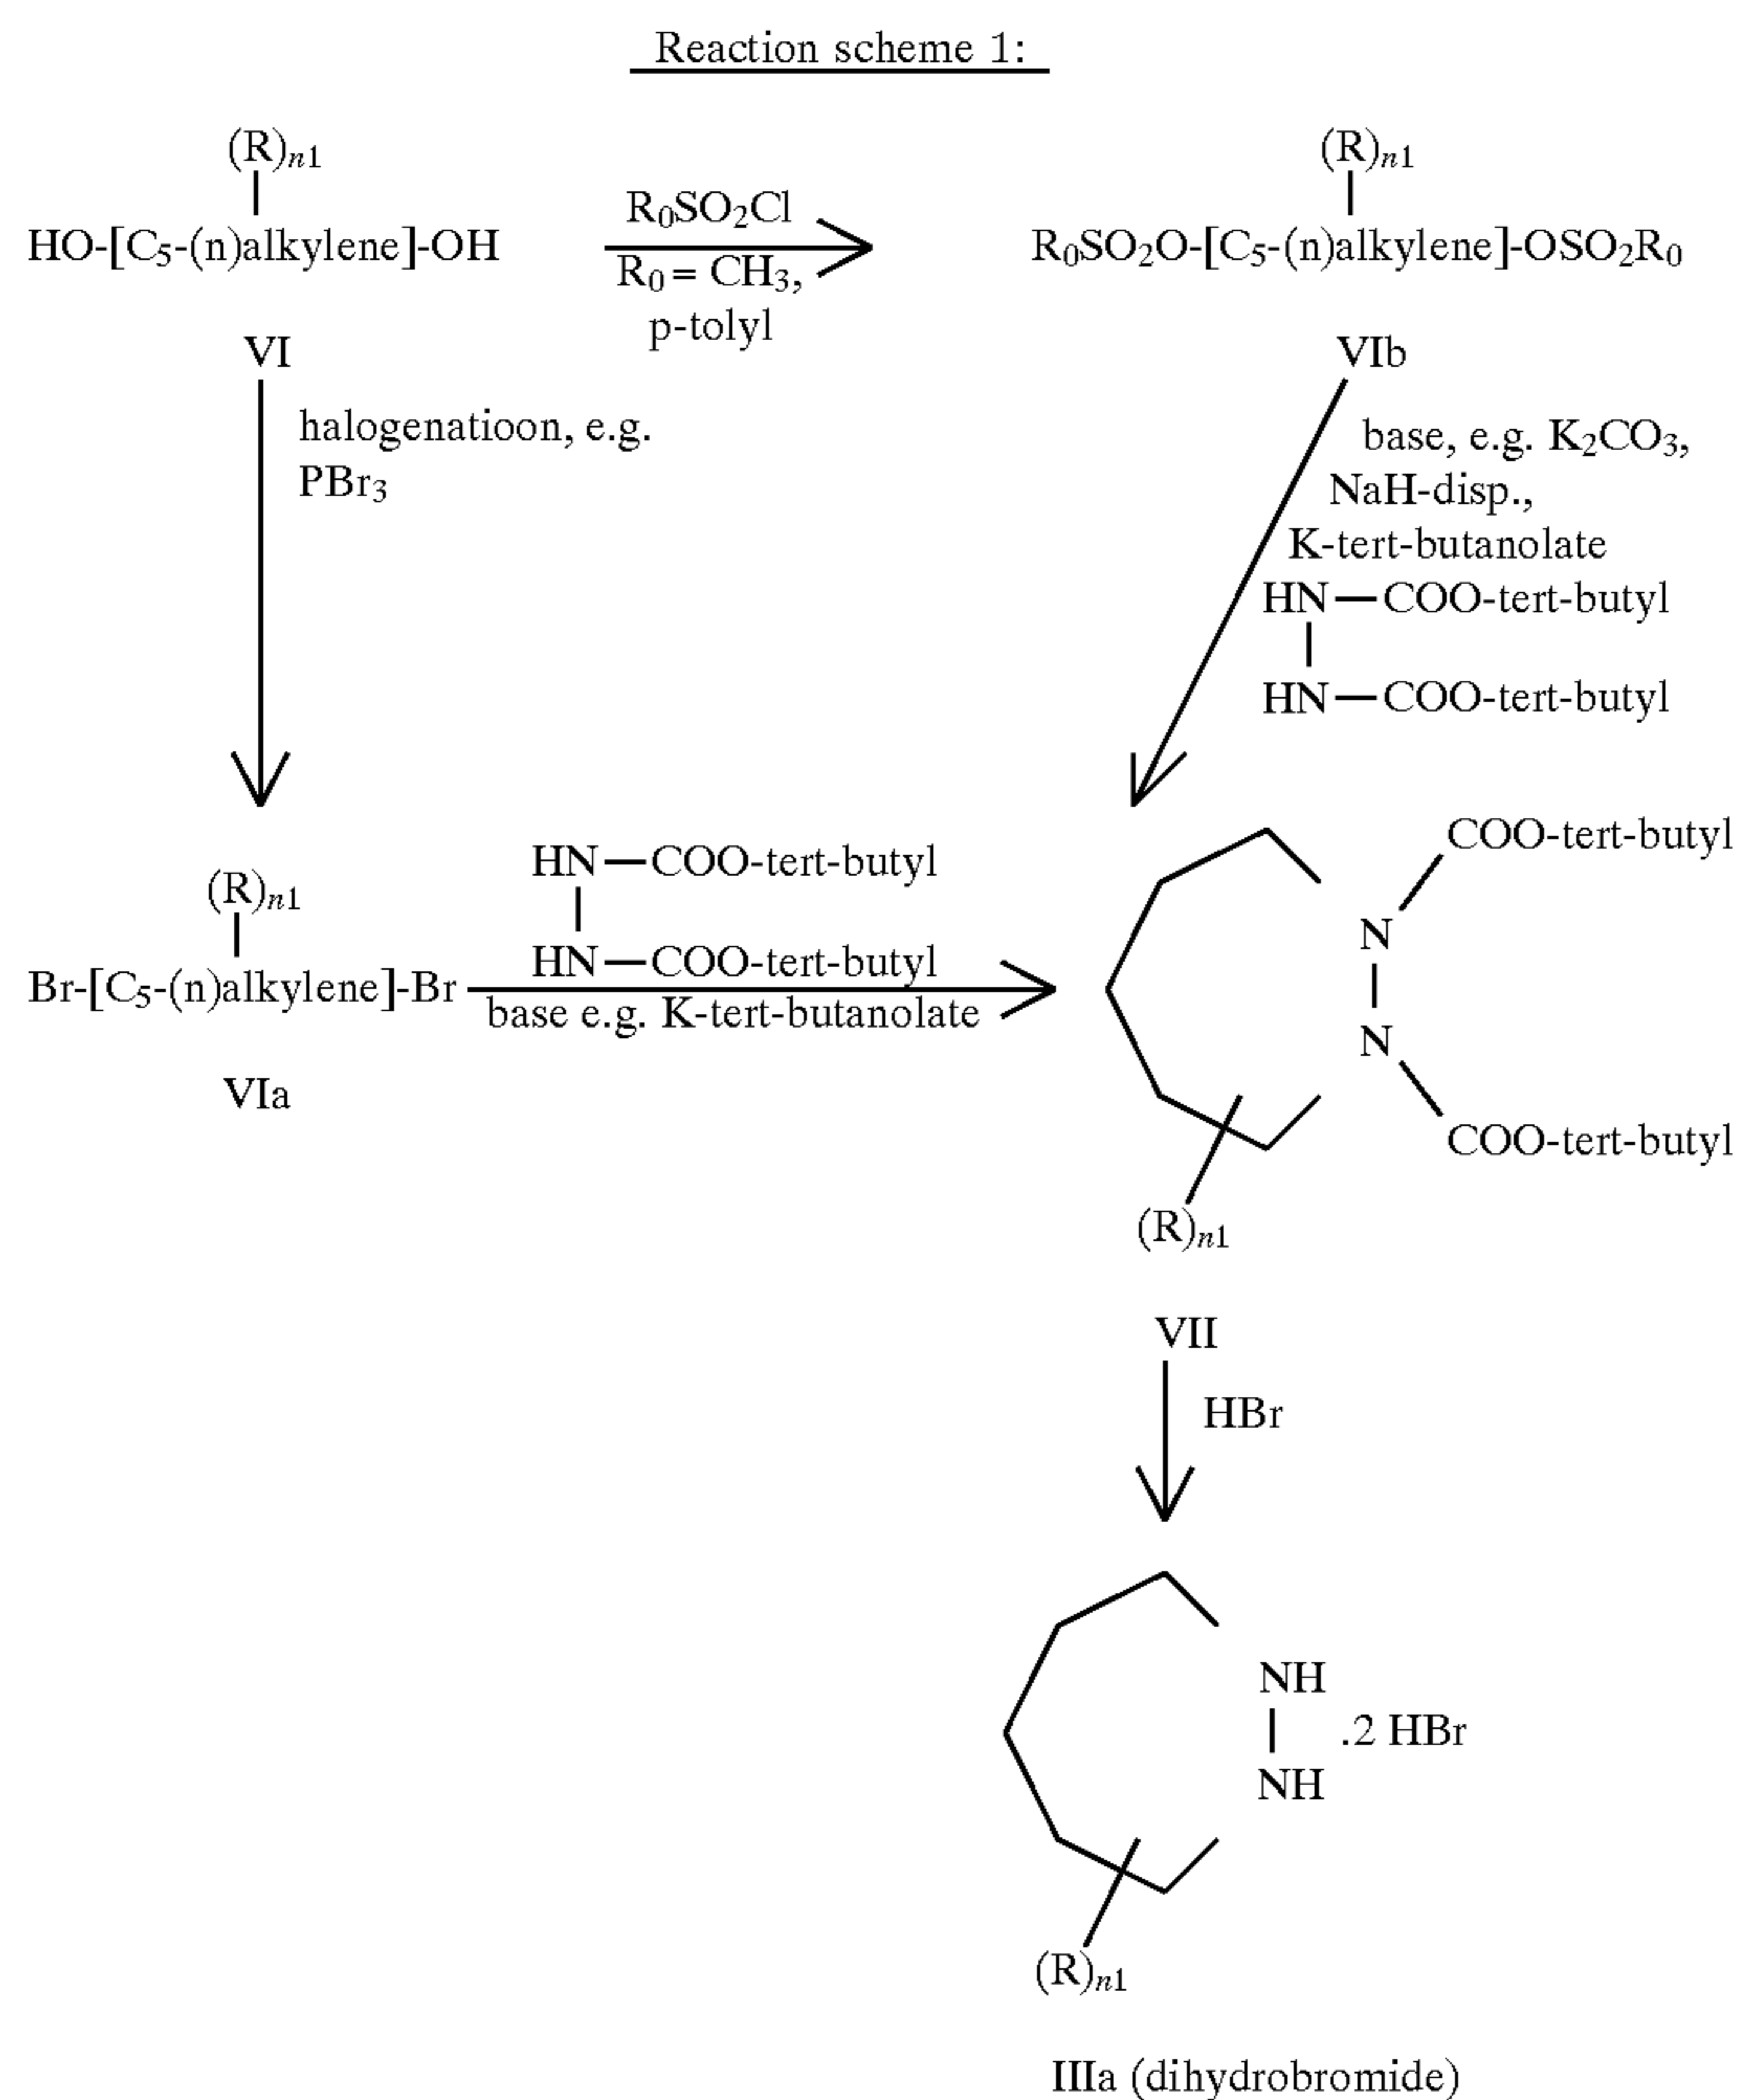 Reaction scheme 1:
(R)n1
HO-[C5-(n)alkylene]-OH
VI
R0SO2Cl
R0 = CH3,
p-tolyl
(R)n1
R0SO2O-[C5-(n)alkylene]-OSO2R0
VIb
halogenatioon, e.g.
PBr3
base, e.g. K2CO3,
NaH-disp.,
K-tert-butanolate
HN—COO-tert-butyl
HN—COO-tert-butyl
(R)n1
Br-[C5-(n)alkylene]-Br
VIa
HN—COO-tert-butyl
HN—COO-tert-butyl
base e.g. K-tert-butanolate
COO-tert-butyl
N
N
COO-tert-butyl
(R)n1
VII
HBr
NH
.2 HBr
NH
(R)n1
IIIa (dihydrobromide)